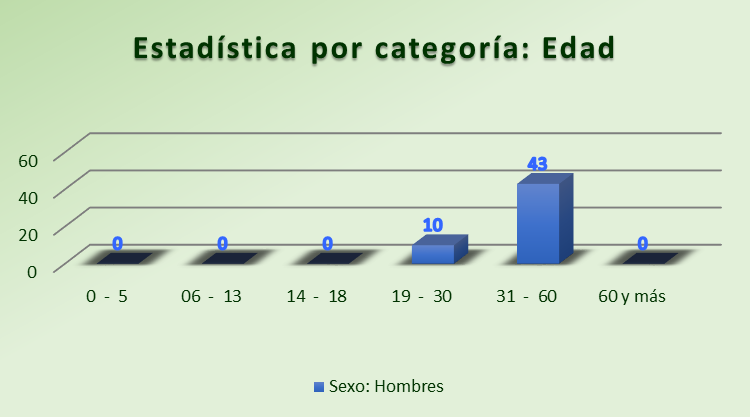 Estadística por categoría: Edad
60
40
20
0
0
0
0
10
43
0
0 - 5
06 - 13
14 - 18
19 - 30
31 - 60
60 y más
Sexo: Hombres